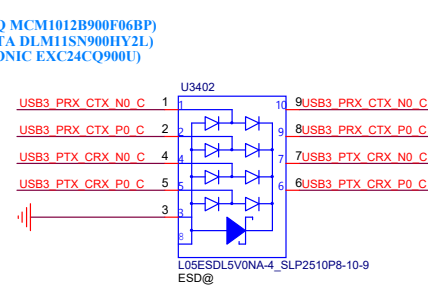 Q MCM1012B900F06BP)
TA DLM11SN900HY2L)
ONIC EXC24CQ900U)
U3402
USB3_PRX_CTX_N0_C 1 1 10 9 USB3_PRX_CTX_N0_C
USB3_PRX_CTX_P0_C 2 2 9 8 USB3_PRX_CTX_P0_C
USB3_PTX_CRX_N0_C 4 4 7 7 USB3_PTX_CRX_N0_C
USB3_PTX_CRX_P0_C 5 5 6 6 USB3_PTX_CRX_P0_C
3 3
8
L05ESDL5V0NA-4_SLP2510P8-10-9
ESD@